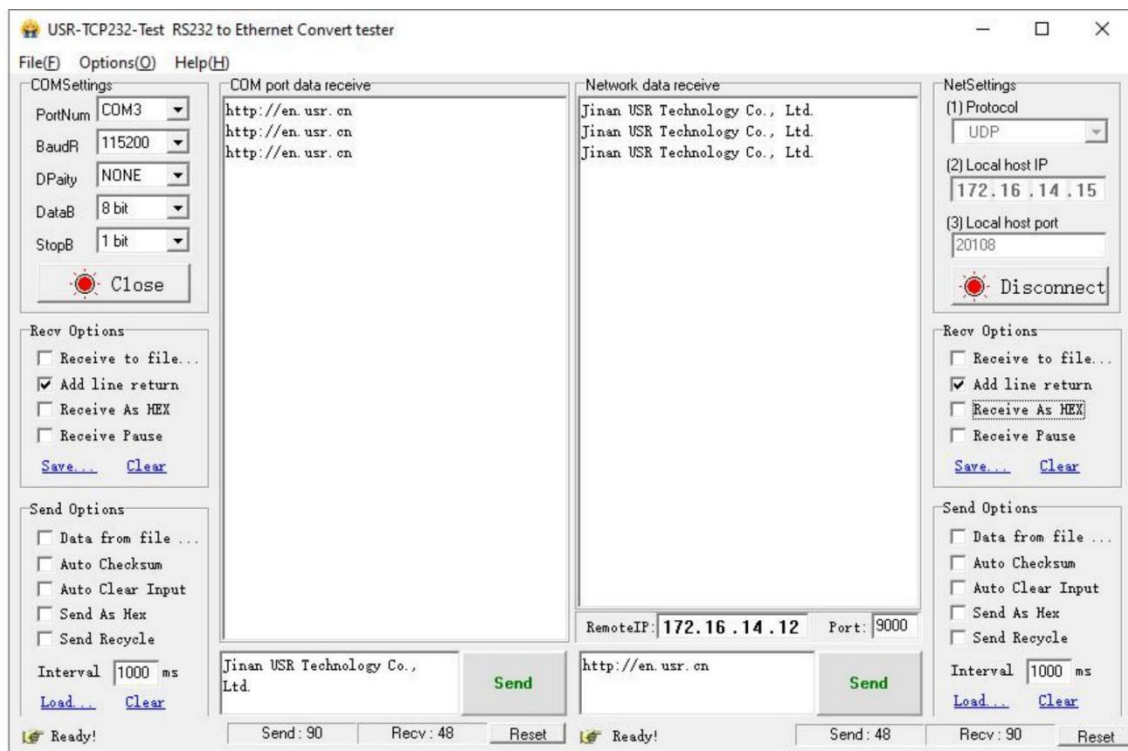 USR-TCP232-Test RS232 to Ethernet Convert tester
File(F) Options(O) Help(H)
COMSettings
PortNum COM3
BaudR 115200
DPaity NONE
DataB 8 bit
StopB 1 bit
Close
Recv Options
Receive to file...
Add line return
Receive As HEX
Receive Pause
Save... Clear
Send Options
Data from file ...
Auto Checksum
Auto Clear Input
Send As Hex
Send Recycle
Interval 1000 ms
Load... Clear
COM port data receive
http://en.usr.cn
http://en.usr.cn
http://en.usr.cn
Jinan USR Technology Co.,
Ltd.
Send
Network data receive
Jinan USR Technology Co., Ltd.
Jinan USR Technology Co., Ltd.
Jinan USR Technology Co., Ltd.
RemoteIP: 172.16.14.12 Port: 9000
http://en.usr.cn
Send
NetSettings
(1) Protocol
UDP
(2) Local host IP
172.16.14.15
(3) Local host port
20108
Disconnect
Recv Options
Receive to file...
Add line return
Receive As HEX
Receive Pause
Save... Clear
Send Options
Data from file ...
Auto Checksum
Auto Clear Input
Send As Hex
Send Recycle
Interval 1000 ms
Load... Clear
Ready! Send : 90 Recv : 48 Reset
Ready! Send : 48 Recv : 90 Reset